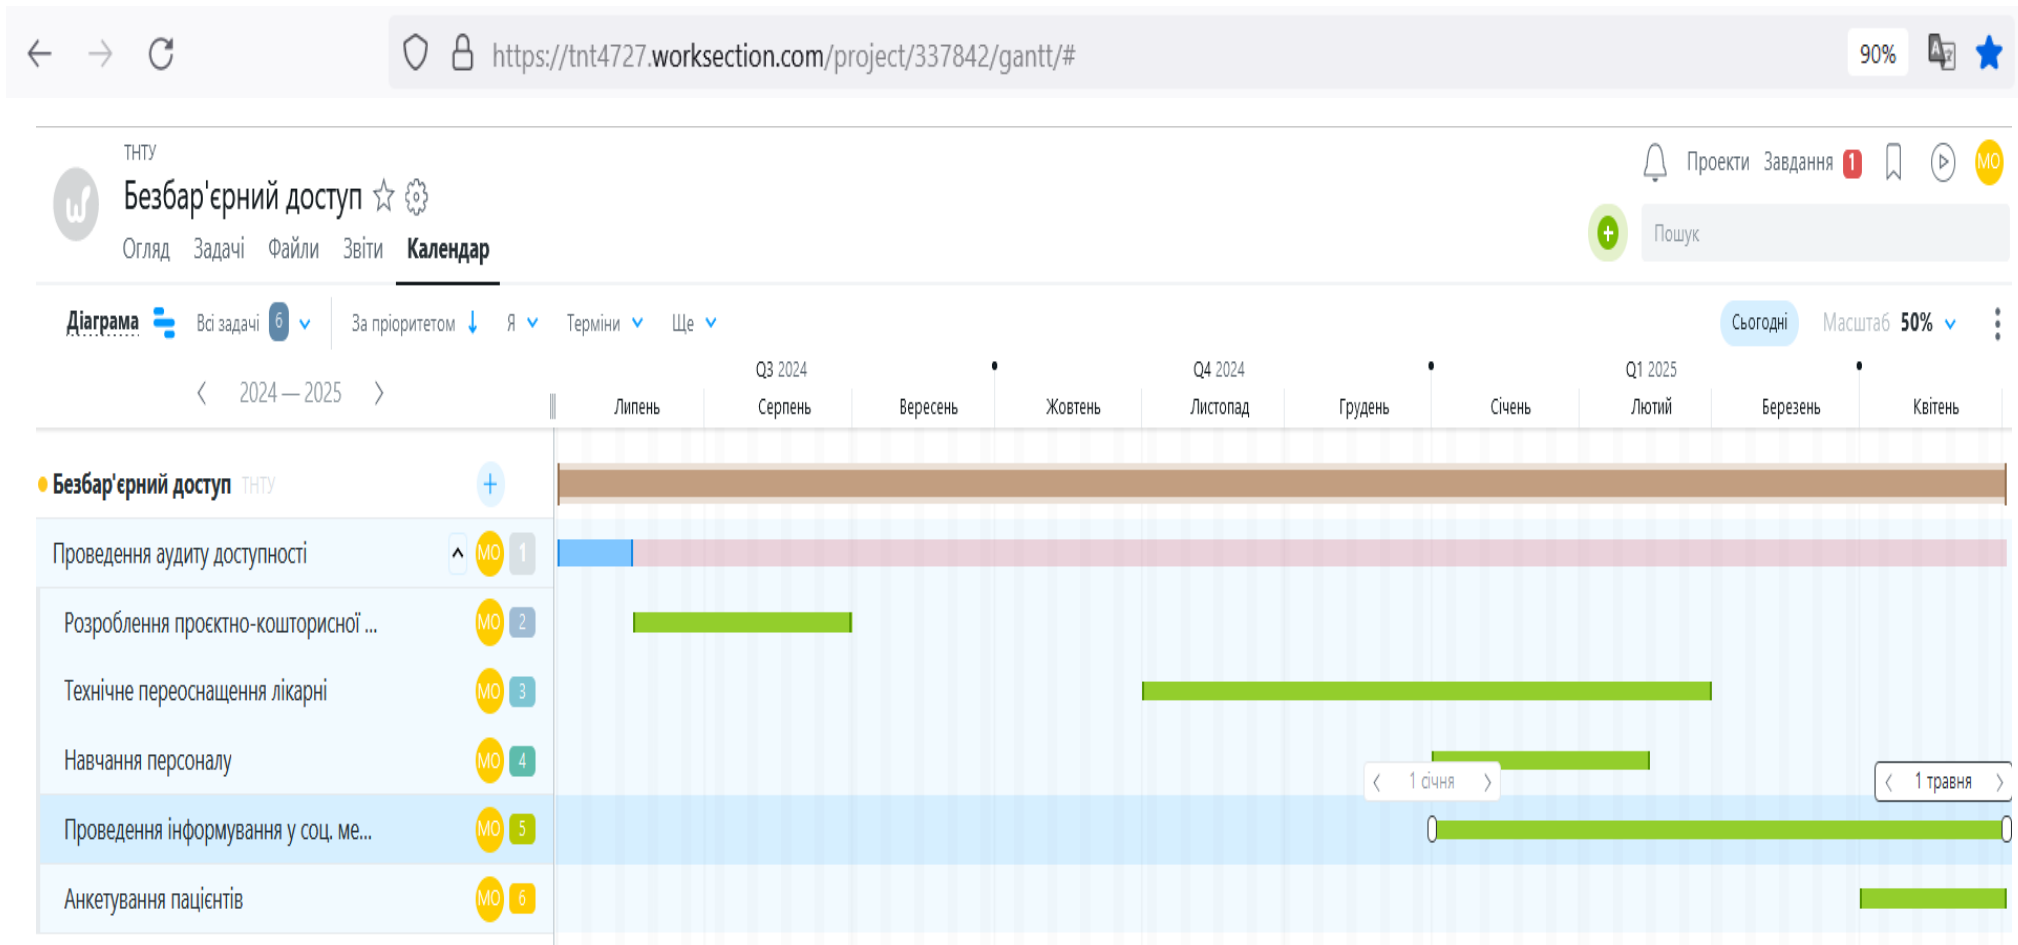 https://tnt4727.worksection.com/project/337842/gantt/#
90%
ТНТУ
Безбар'єрний доступ
Проекти Завдання 1
МО
Огляд Задачі Файли Звіти Календар
Пошук
Діаграма Всі задачі 6 За пріоритетом Я Терміни Ще
Сьогодні Масштаб 50%
2024 — 2025
Q3 2024 Q4 2024 Q1 2025
Липень Серпень Вересень Жовтень Листопад Грудень Січень Лютий Березень Квітень
Безбар'єрний доступ ТНТУ
Проведення аудиту доступності МО 1
Розроблення проєктно-кошторисної ... МО 2
Технічне переоснащення лікарні МО 3
Навчання персоналу МО 4
1 січня 1 травня
Проведення інформування у соц. ме... МО 5
Анкетування пацієнтів МО 6